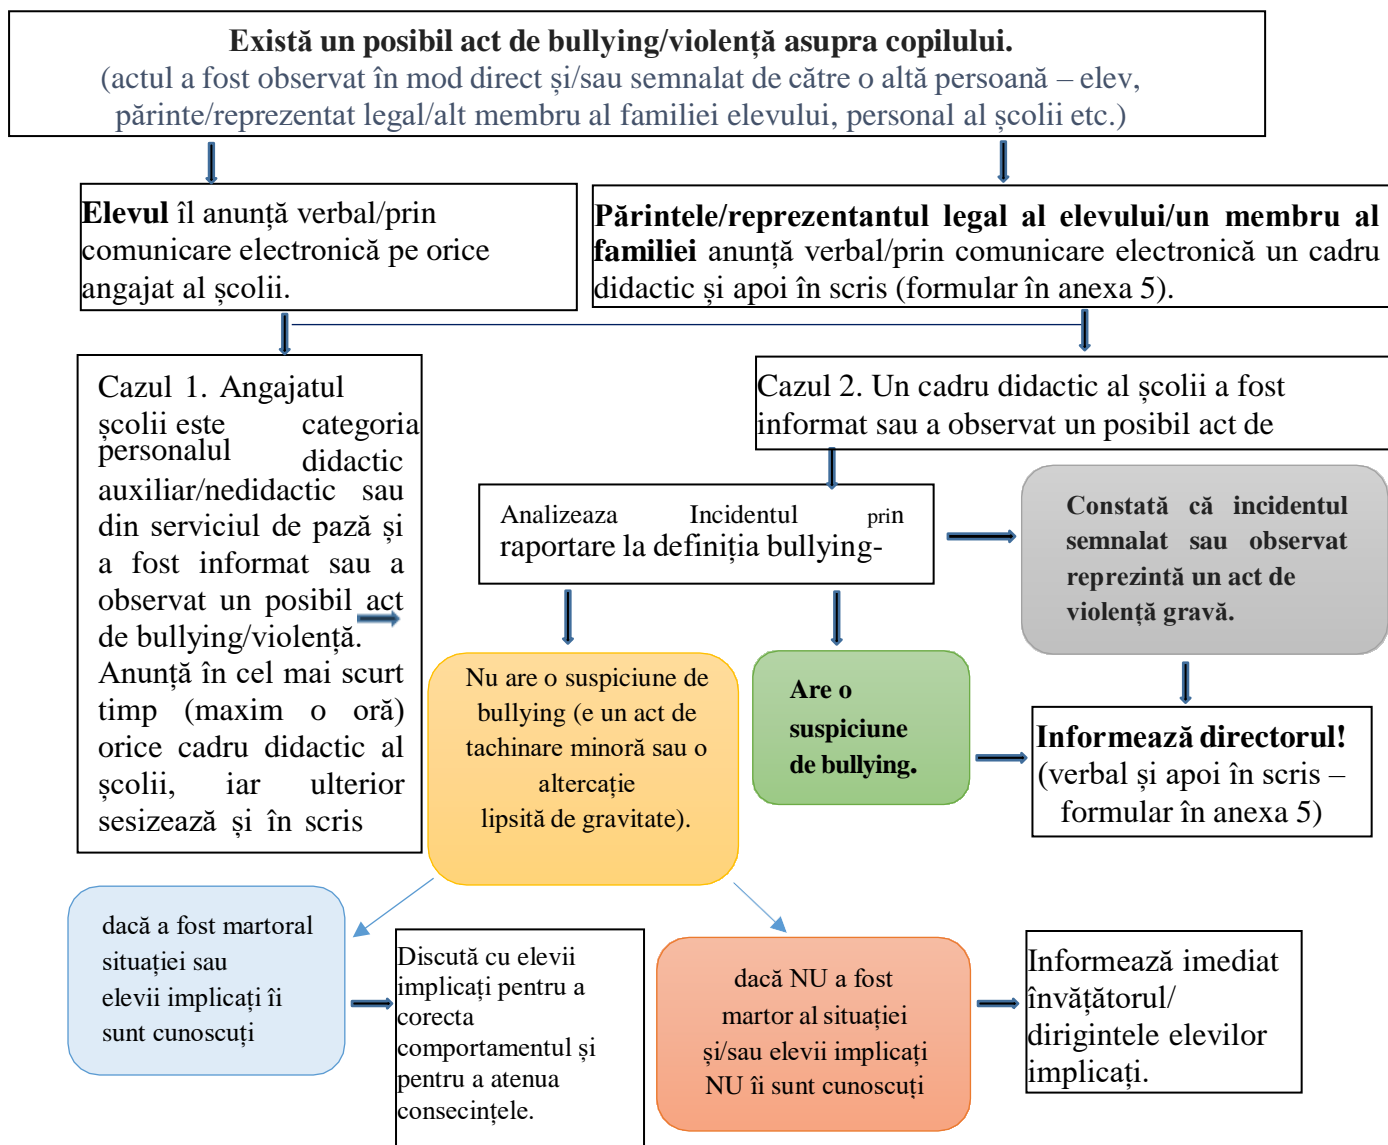 Există un posibil act de bullying/violență asupra copilului.
(actul a fost observat în mod direct și/sau semnalat de către o altă persoană – elev,
părinte/reprezentat legal/alt membru al familiei elevului, personal al școlii etc.)
Elevul îl anunță verbal/prin
comunicare electronică pe orice
angajat al școlii.
Părintele/reprezentantul legal al elevului/un membru al
familiei anunță verbal/prin comunicare electronică un cadru
didactic și apoi în scris (formular în anexa 5).
Cazul 1. Angajatul
școlii este categoria
personalul didactic
auxiliar/nedidactic sau
din serviciul de pază și
a fost informat sau a
observat un posibil act
de bullying/violență.
Anunță în cel mai scurt
timp (maxim o oră)
orice cadru didactic al
școlii, iar ulterior
sesizează și în scris
Cazul 2. Un cadru didactic al școlii a fost
informat sau a observat un posibil act de
Analizeaza Incidentul prin
raportare la definiția bullying-
Constată că incidentul
semnalat sau observat
reprezintă un act de
violență gravă.
Nu are o suspiciune de
bullying (e un act de
tachinare minoră sau o
altercație
lipsită de gravitate).
Are o
suspiciune
de bullying.
Informează directorul!
(verbal și apoi în scris –
formular în anexa 5)
dacă a fost martoral
situației sau
elevii implicați îi
sunt cunoscuți
Discută cu elevii
implicați pentru a
corecta
comportamentul și
pentru a atenua
consecințele.
dacă NU a fost
martor al situației
și/sau elevii implicați
NU îi sunt cunoscuți
Informează imediat
învățătorul/
dirigintele elevilor
implicați.